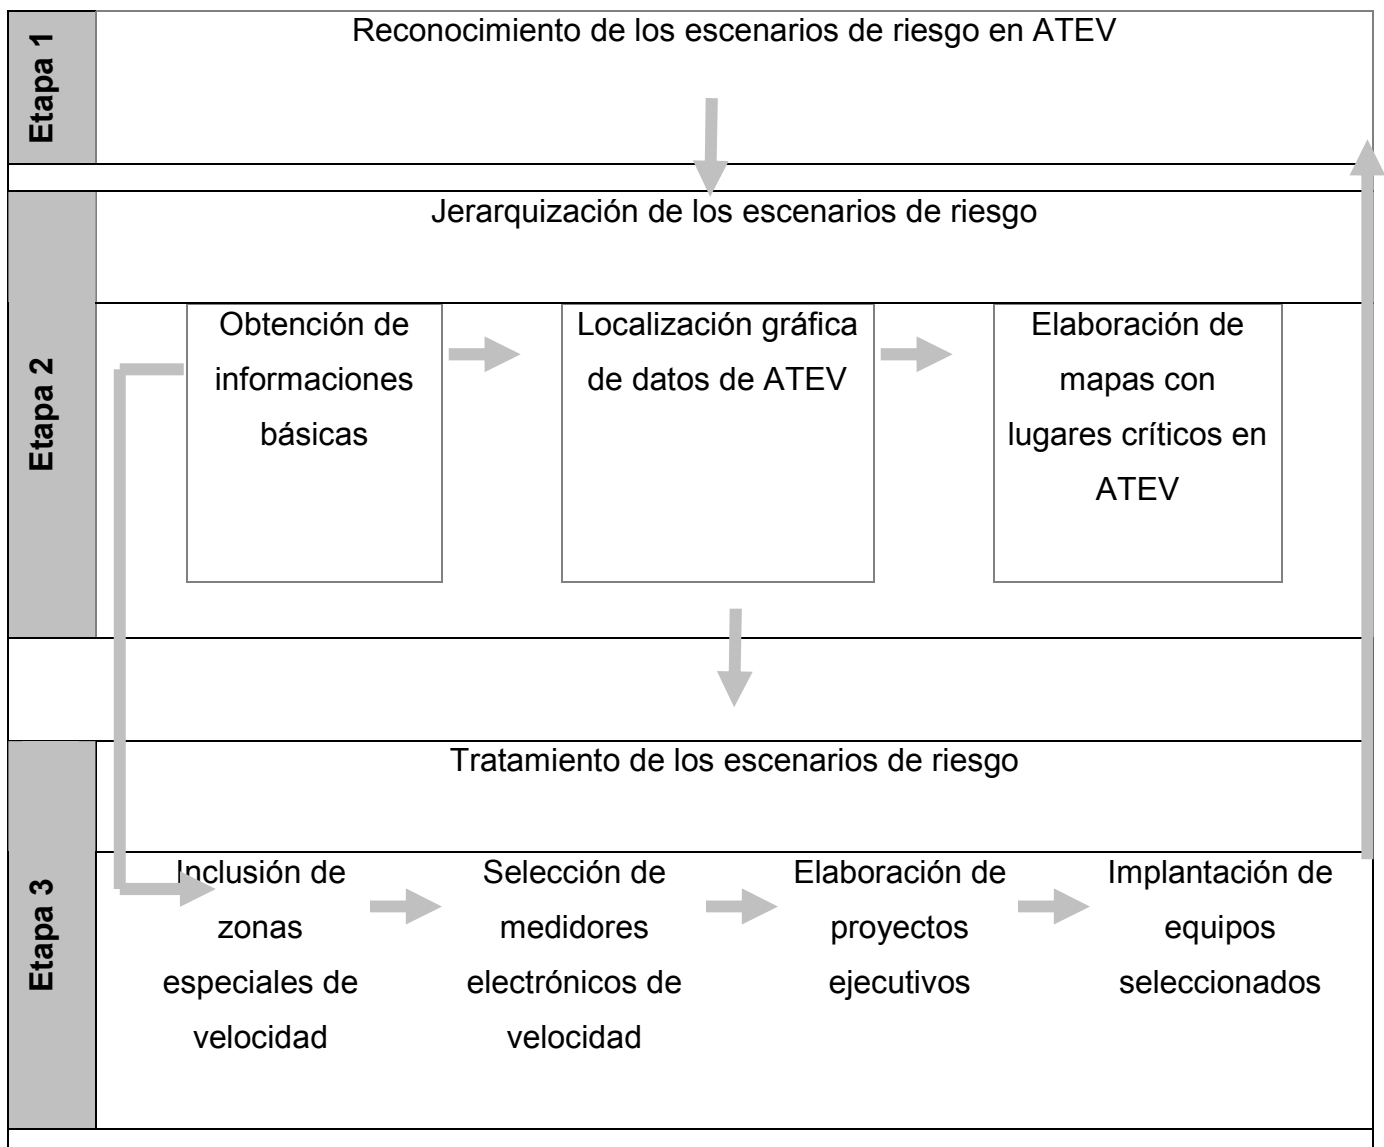 Etapa 1
Reconocimiento de los escenarios de riesgo en ATEV
Etapa 2
Jerarquización de los escenarios de riesgo
Obtención de
informaciones
básicas
Localización gráfica
de datos de ATEV
Elaboración de
mapas con
lugares críticos en
ATEV
Etapa 3
Tratamiento de los escenarios de riesgo
Inclusión de
zonas
especiales de
velocidad
Selección de
medidores
electrónicos de
velocidad
Elaboración de
proyectos
ejecutivos
Implantación de
equipos
seleccionados